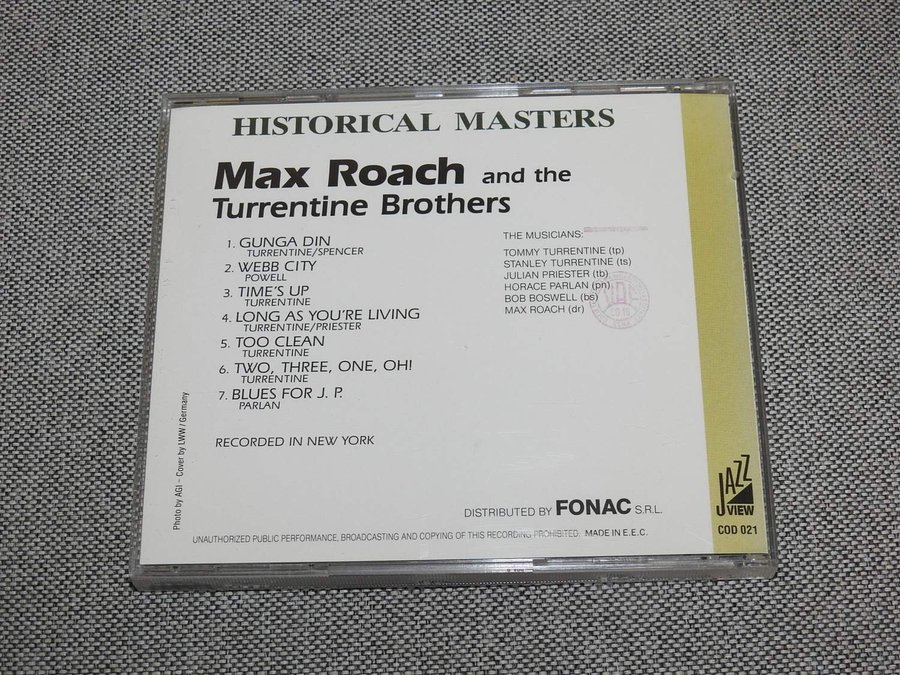 HISTORICAL MASTERS
Max Roach and the
Turrentine Brothers
1. GUNGA DIN
TURRENTINE/SPENCER
2. WEBB CITY
POWELL
3. TIME'S UP
TURRENTINE
4. LONG AS YOU'RE LIVING
TURRENTINE/PRIESTER
5. TOO CLEAN
TURRENTINE
6. TWO, THREE, ONE, OH!
TURRENTINE
7. BLUES FOR J. P.
PARLAN
RECORDED IN NEW YORK
THE MUSICIANS:
TOMMY TURRENTINE (tp)
STANLEY TURRENTINE (ts)
JULIAN PRIESTER (tb)
HORACE PARLAN (pn)
BOB BOSWELL (bs)
MAX ROACH (dr)
Photo by AGI – Cover by LWW/Germany
DISTRIBUTED BY FONAC S.R.L.
UNAUTHORIZED PUBLIC PERFORMANCE, BROADCASTING AND COPYING OF THIS RECORDING PROHIBITED. MADE IN E.E.C.
JAZZ
VIEW
COD 021